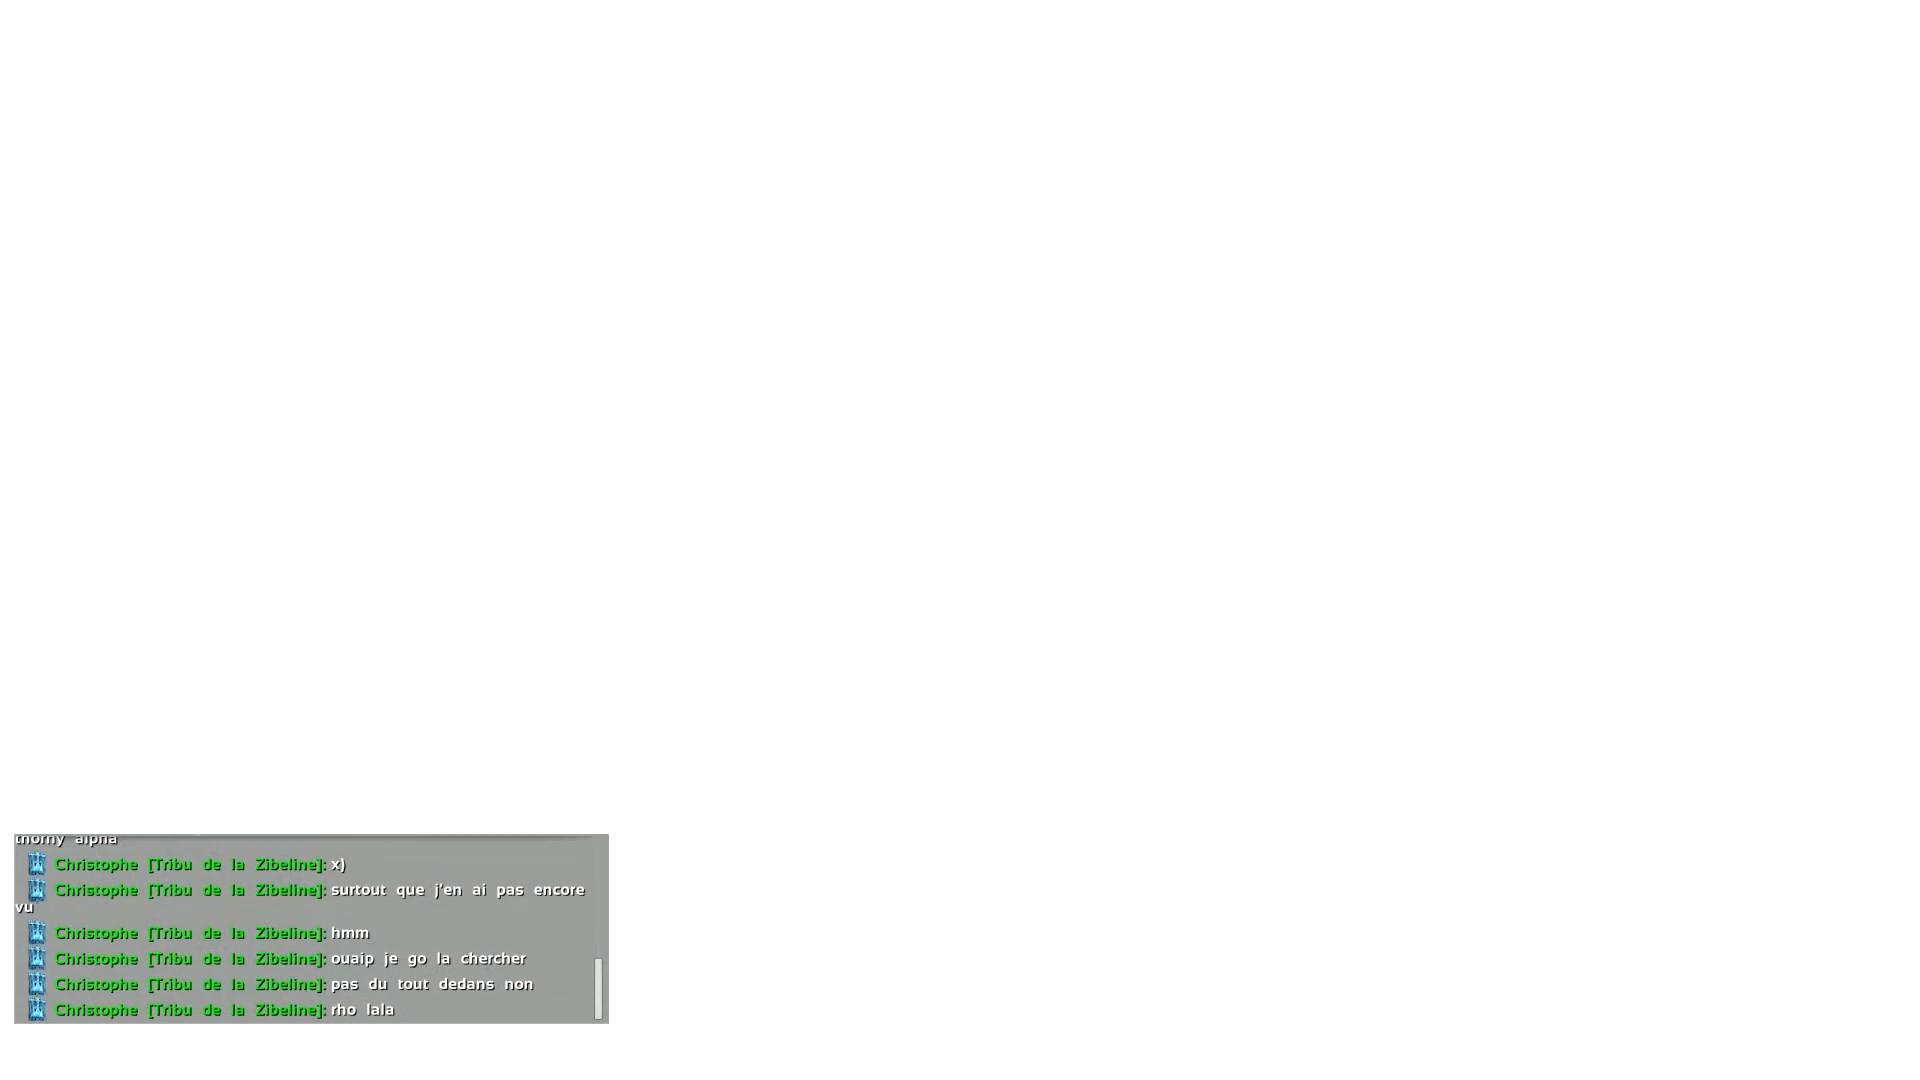 thorny alpha
Christophe [Tribu de la Zibeline]: x)
Christophe [Tribu de la Zibeline]: surtout que j'en ai pas encore
vu
Christophe [Tribu de la Zibeline]: hmm
Christophe [Tribu de la Zibeline]: ouaip je go la chercher
Christophe [Tribu de la Zibeline]: pas du tout dedans non
Christophe [Tribu de la Zibeline]: rho lala